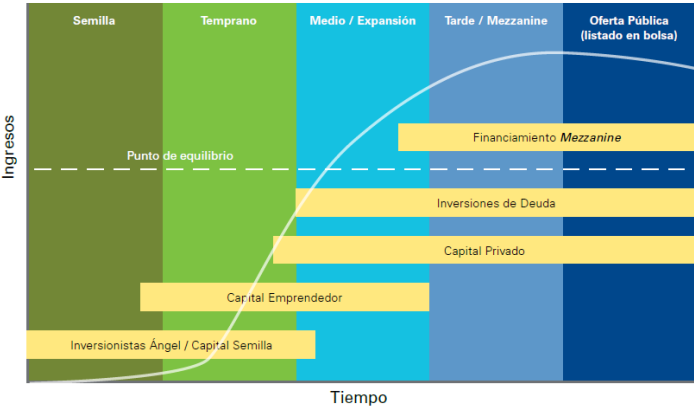 Semilla
Temprano
Medio / Expansión
Tarde / Mezzanine
Oferta Pública
(listado en bolsa)
Ingresos
Financiamiento Mezzanine
Punto de equilibrio
Inversiones de Deuda
Capital Privado
Capital Emprendedor
Inversionistas Ángel / Capital Semilla
Tiempo